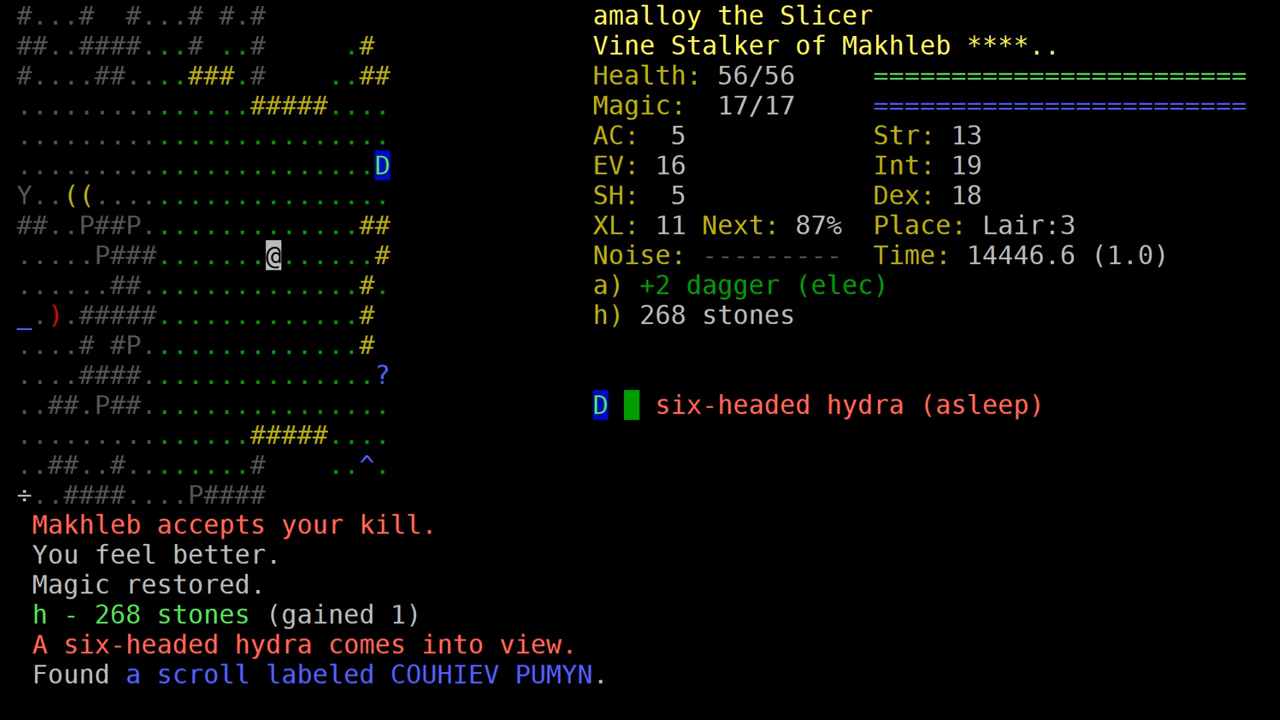 #...#  #...# #.#
##..####...#  ..#     .#     amalloy the Slicer
#....##....###.#    ..##     Vine Stalker of Makhleb ****..
...............#####....     Health: 56/56     ========================
........................     Magic:  17/17     ========================
.......................D     AC:  5            Str: 13
Y..((...................     EV: 16            Int: 19
##..P##P..............##     SH:  5            Dex: 18
.....P###.......@......#     XL: 11 Next: 87%  Place: Lair:3
......##..............#.     Noise: ---------  Time: 14446.6 (1.0)
_.).#####.............#      a) +2 dagger (elec)
....# #P..............#      h) 268 stones
....####...............?
..##.P##................     D six-headed hydra (asleep)
...............#####....
..##..#........#    ..^.
÷..####....P####
Makhleb accepts your kill.
You feel better.
Magic restored.
h - 268 stones (gained 1)
A six-headed hydra comes into view.
Found a scroll labeled COUHIEV PUMYN.